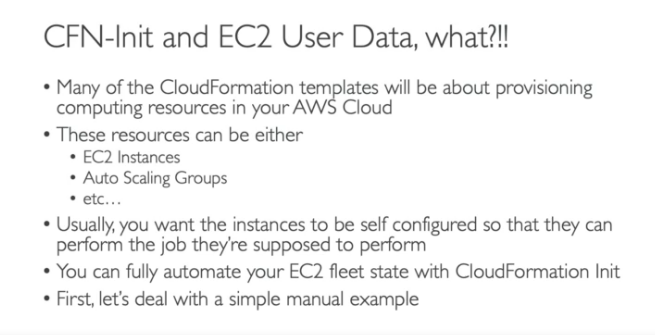 CFN-Init and EC2 User Data, what?!!
• Many of the CloudFormation templates will be about provisioning
computing resources in your AWS Cloud
• These resources can be either
• EC2 Instances
• Auto Scaling Groups
• etc...
• Usually, you want the instances to be self configured so that they can
perform the job they're supposed to perform
• You can fully automate your EC2 fleet state with CloudFormation Init
• First, let's deal with a simple manual example